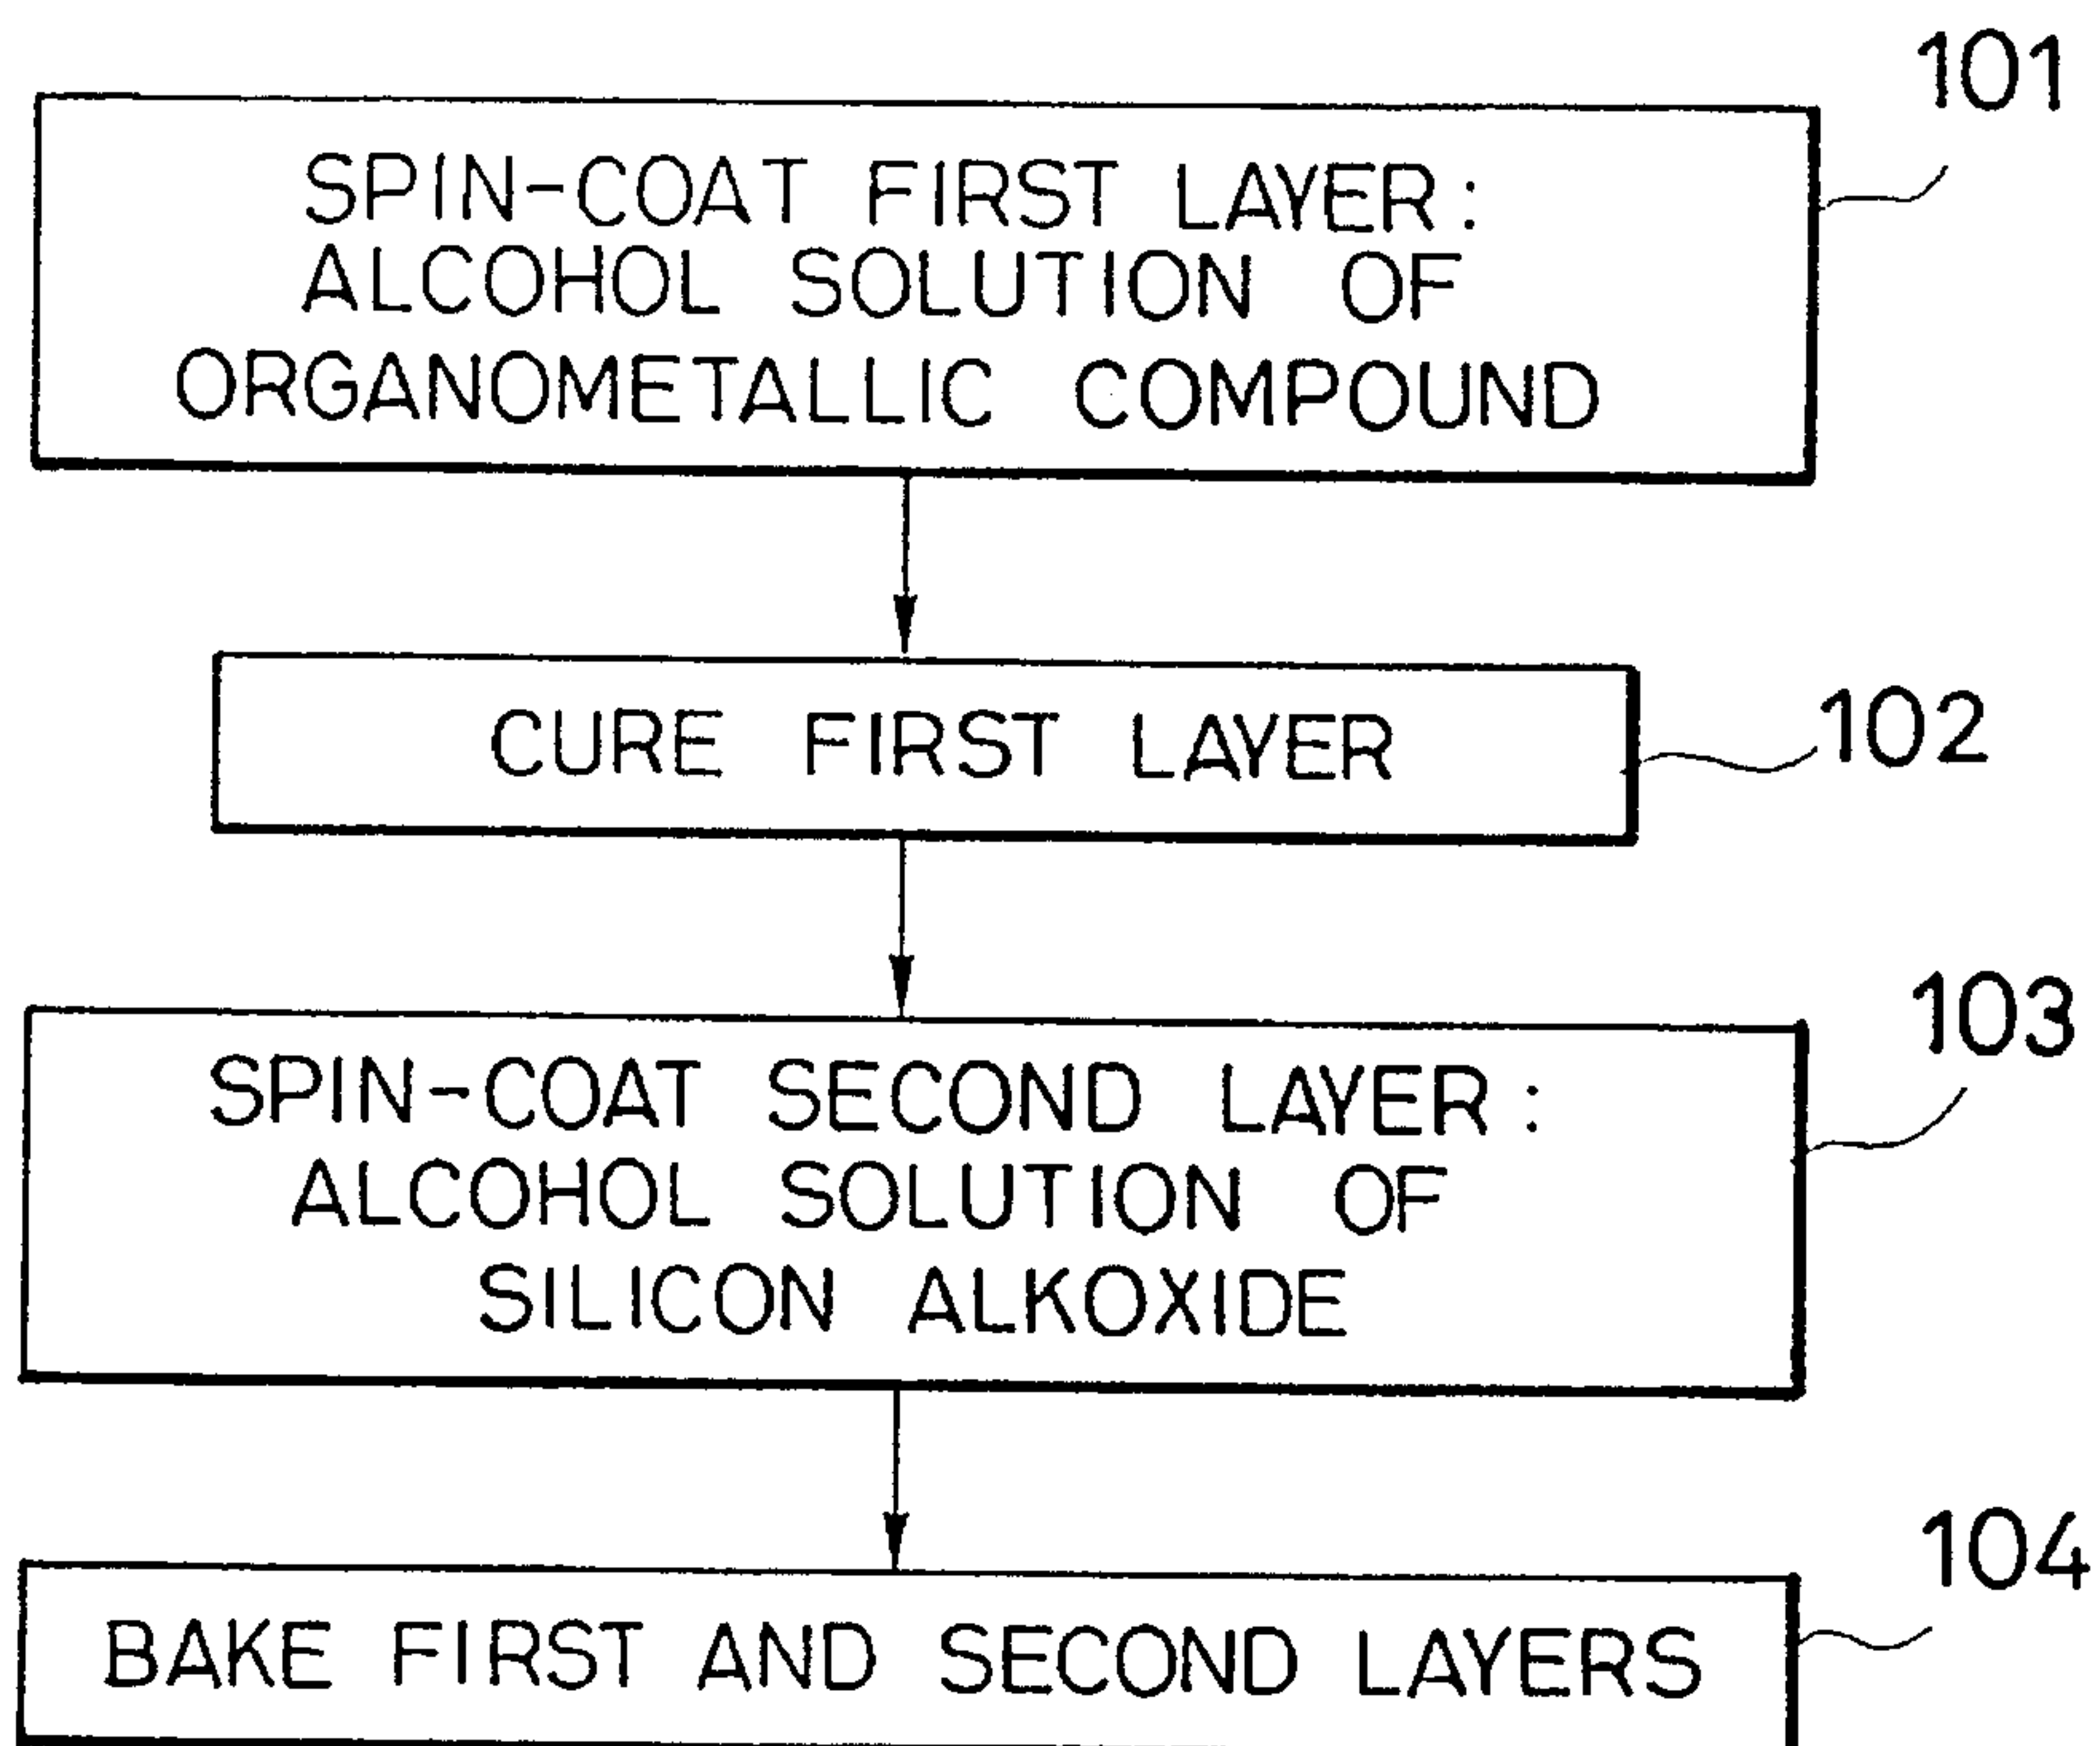 101
SPIN-COAT FIRST LAYER:
ALCOHOL SOLUTION OF
ORGANOMETALLIC COMPOUND
CURE FIRST LAYER
102
103
SPIN-COAT SECOND LAYER:
ALCOHOL SOLUTION OF
SILICON ALKOXIDE
104
BAKE FIRST AND SECOND LAYERS